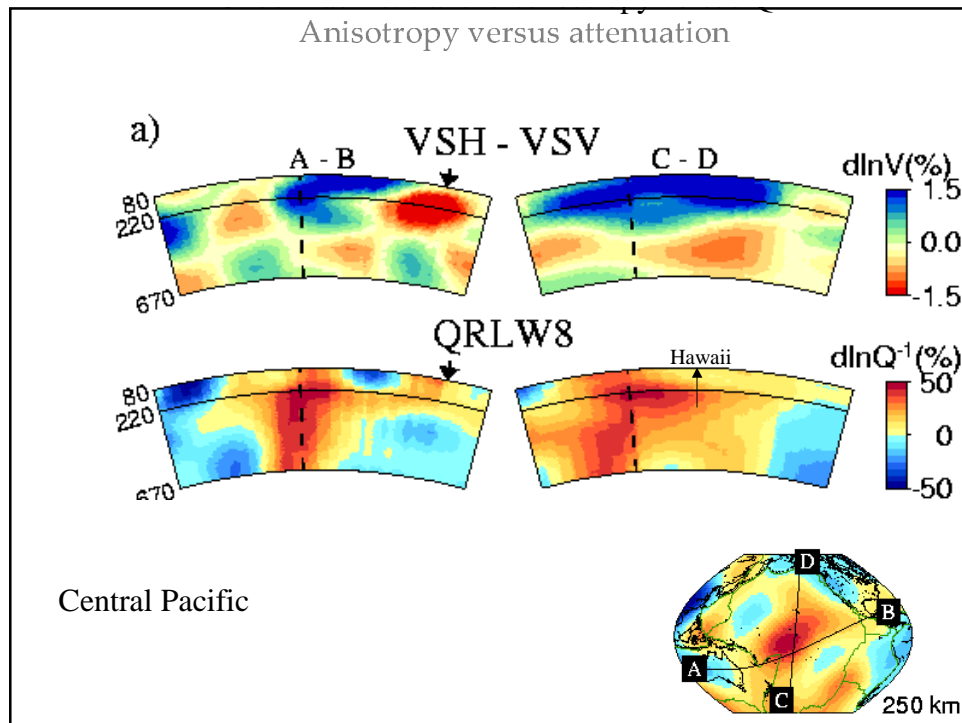 Anisotropy versus attenuation
a)
VSH - VSV
A - B
C - D
dlnV(%)
80
220
670
1.5
0.0
-1.5
QRLW8
Hawaii
dlnQ-1(%)
80
220
670
50
0
-50
Central Pacific
D
B
A
C
250 km